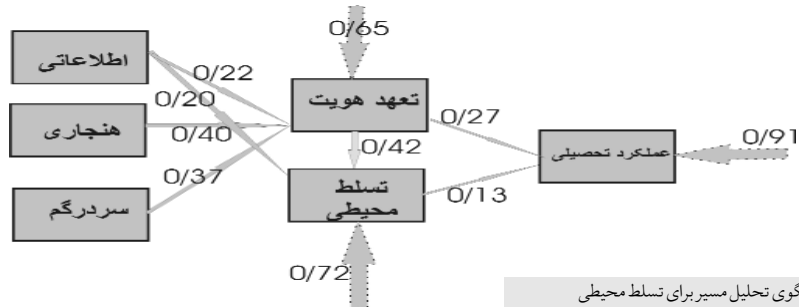 0/65
اطلاعاتی
0/22
تعهد هویت
0/27
هنجاری
0/20
0/40
0/42
عملکرد تحصیلی
0/91
0/37
سردرگم
تسلط
محیطی
0/13
0/72
گوی تحلیل مسیر برای تسلط محیطی